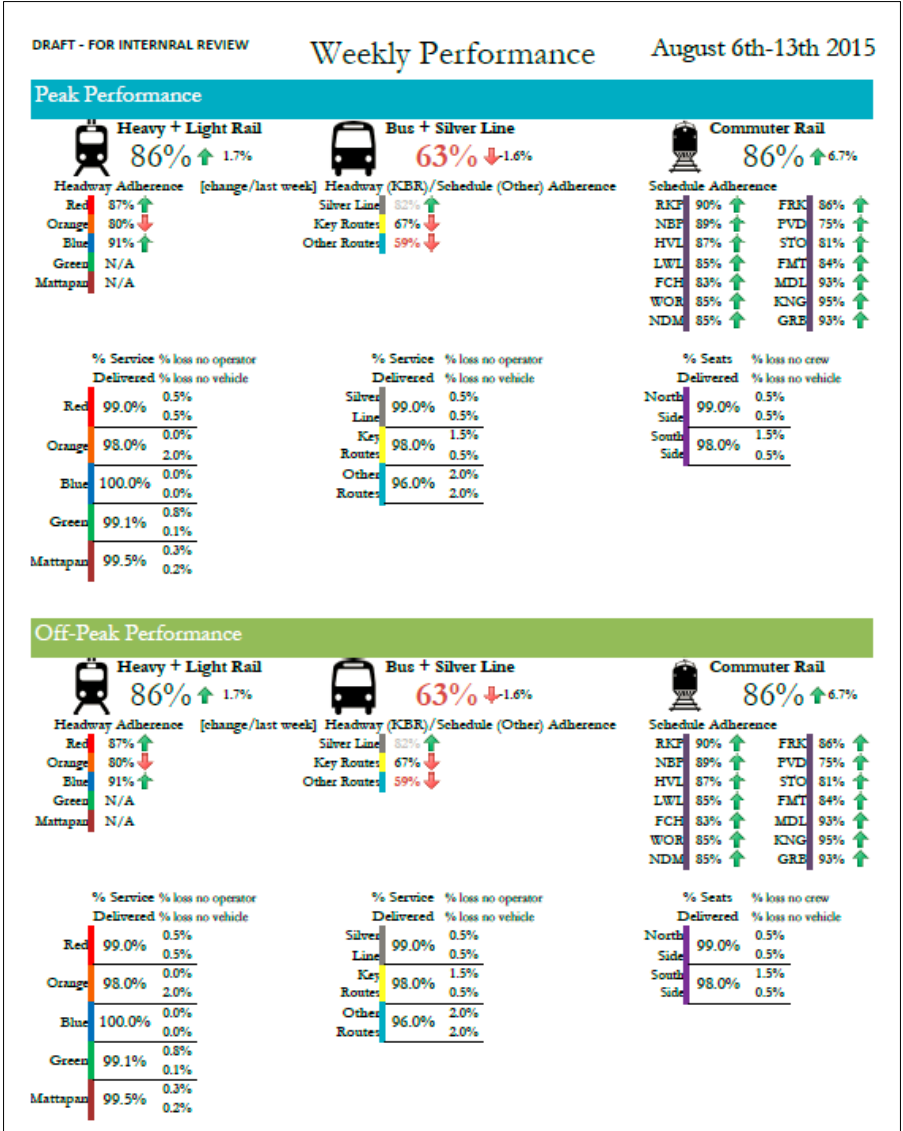 DRAFT - FOR INTERNRAL REVIEW
Weekly Performance
August 6th-13th 2015
Peak Performance
Heavy + Light Rail
86% 1.7%
Headway Adherence [change/last week]
Red 87%
Orange 80%
Blue 91%
Green N/A
Mattapan N/A
Bus + Silver Line
63% -1.6%
Headway (KBR)/Schedule (Other) Adherence
Silver Line 82%
Key Routes 67%
Other Routes 59%
Commuter Rail
86% 6.7%
Schedule Adherence
RKP 90% FRK 86%
NBP 89% PVD 75%
HVL 87% STO 81%
LWL 85% FMT 84%
FCH 83% MDL 93%
WOR 85% KNG 95%
NDM 85% GRB 93%
% Service % loss no operator
Delivered % loss no vehicle
Red 99.0% 0.5%
0.5%
Orange 98.0% 0.0%
2.0%
Blue 100.0% 0.0%
0.0%
Green 99.1% 0.8%
0.1%
Mattapan 99.5% 0.3%
0.2%
% Service % loss no operator
Delivered % loss no vehicle
Silver 99.0% 0.5%
Line 0.5%
Key 98.0% 1.5%
Routes 0.5%
Other 96.0% 2.0%
Routes 2.0%
% Seats % loss no crew
Delivered % loss no vehicle
North 99.0% 0.5%
Side 0.5%
South 98.0% 1.5%
Side 0.5%
Off-Peak Performance
Heavy + Light Rail
86% 1.7%
Headway Adherence [change/last week]
Red 87%
Orange 80%
Blue 91%
Green N/A
Mattapan N/A
Bus + Silver Line
63% -1.6%
Headway (KBR)/Schedule (Other) Adherence
Silver Line 82%
Key Routes 67%
Other Routes 59%
Commuter Rail
86% 6.7%
Schedule Adherence
RKP 90% FRK 86%
NBP 89% PVD 75%
HVL 87% STO 81%
LWL 85% FMT 84%
FCH 83% MDL 93%
WOR 85% KNG 95%
NDM 85% GRB 93%
% Service % loss no operator
Delivered % loss no vehicle
Red 99.0% 0.5%
0.5%
Orange 98.0% 0.0%
2.0%
Blue 100.0% 0.0%
0.0%
Green 99.1% 0.8%
0.1%
Mattapan 99.5% 0.3%
0.2%
% Service % loss no operator
Delivered % loss no vehicle
Silver 99.0% 0.5%
Line 0.5%
Key 98.0% 1.5%
Routes 0.5%
Other 96.0% 2.0%
Routes 2.0%
% Seats % loss no crew
Delivered % loss no vehicle
North 99.0% 0.5%
Side 0.5%
South 98.0% 1.5%
Side 0.5%